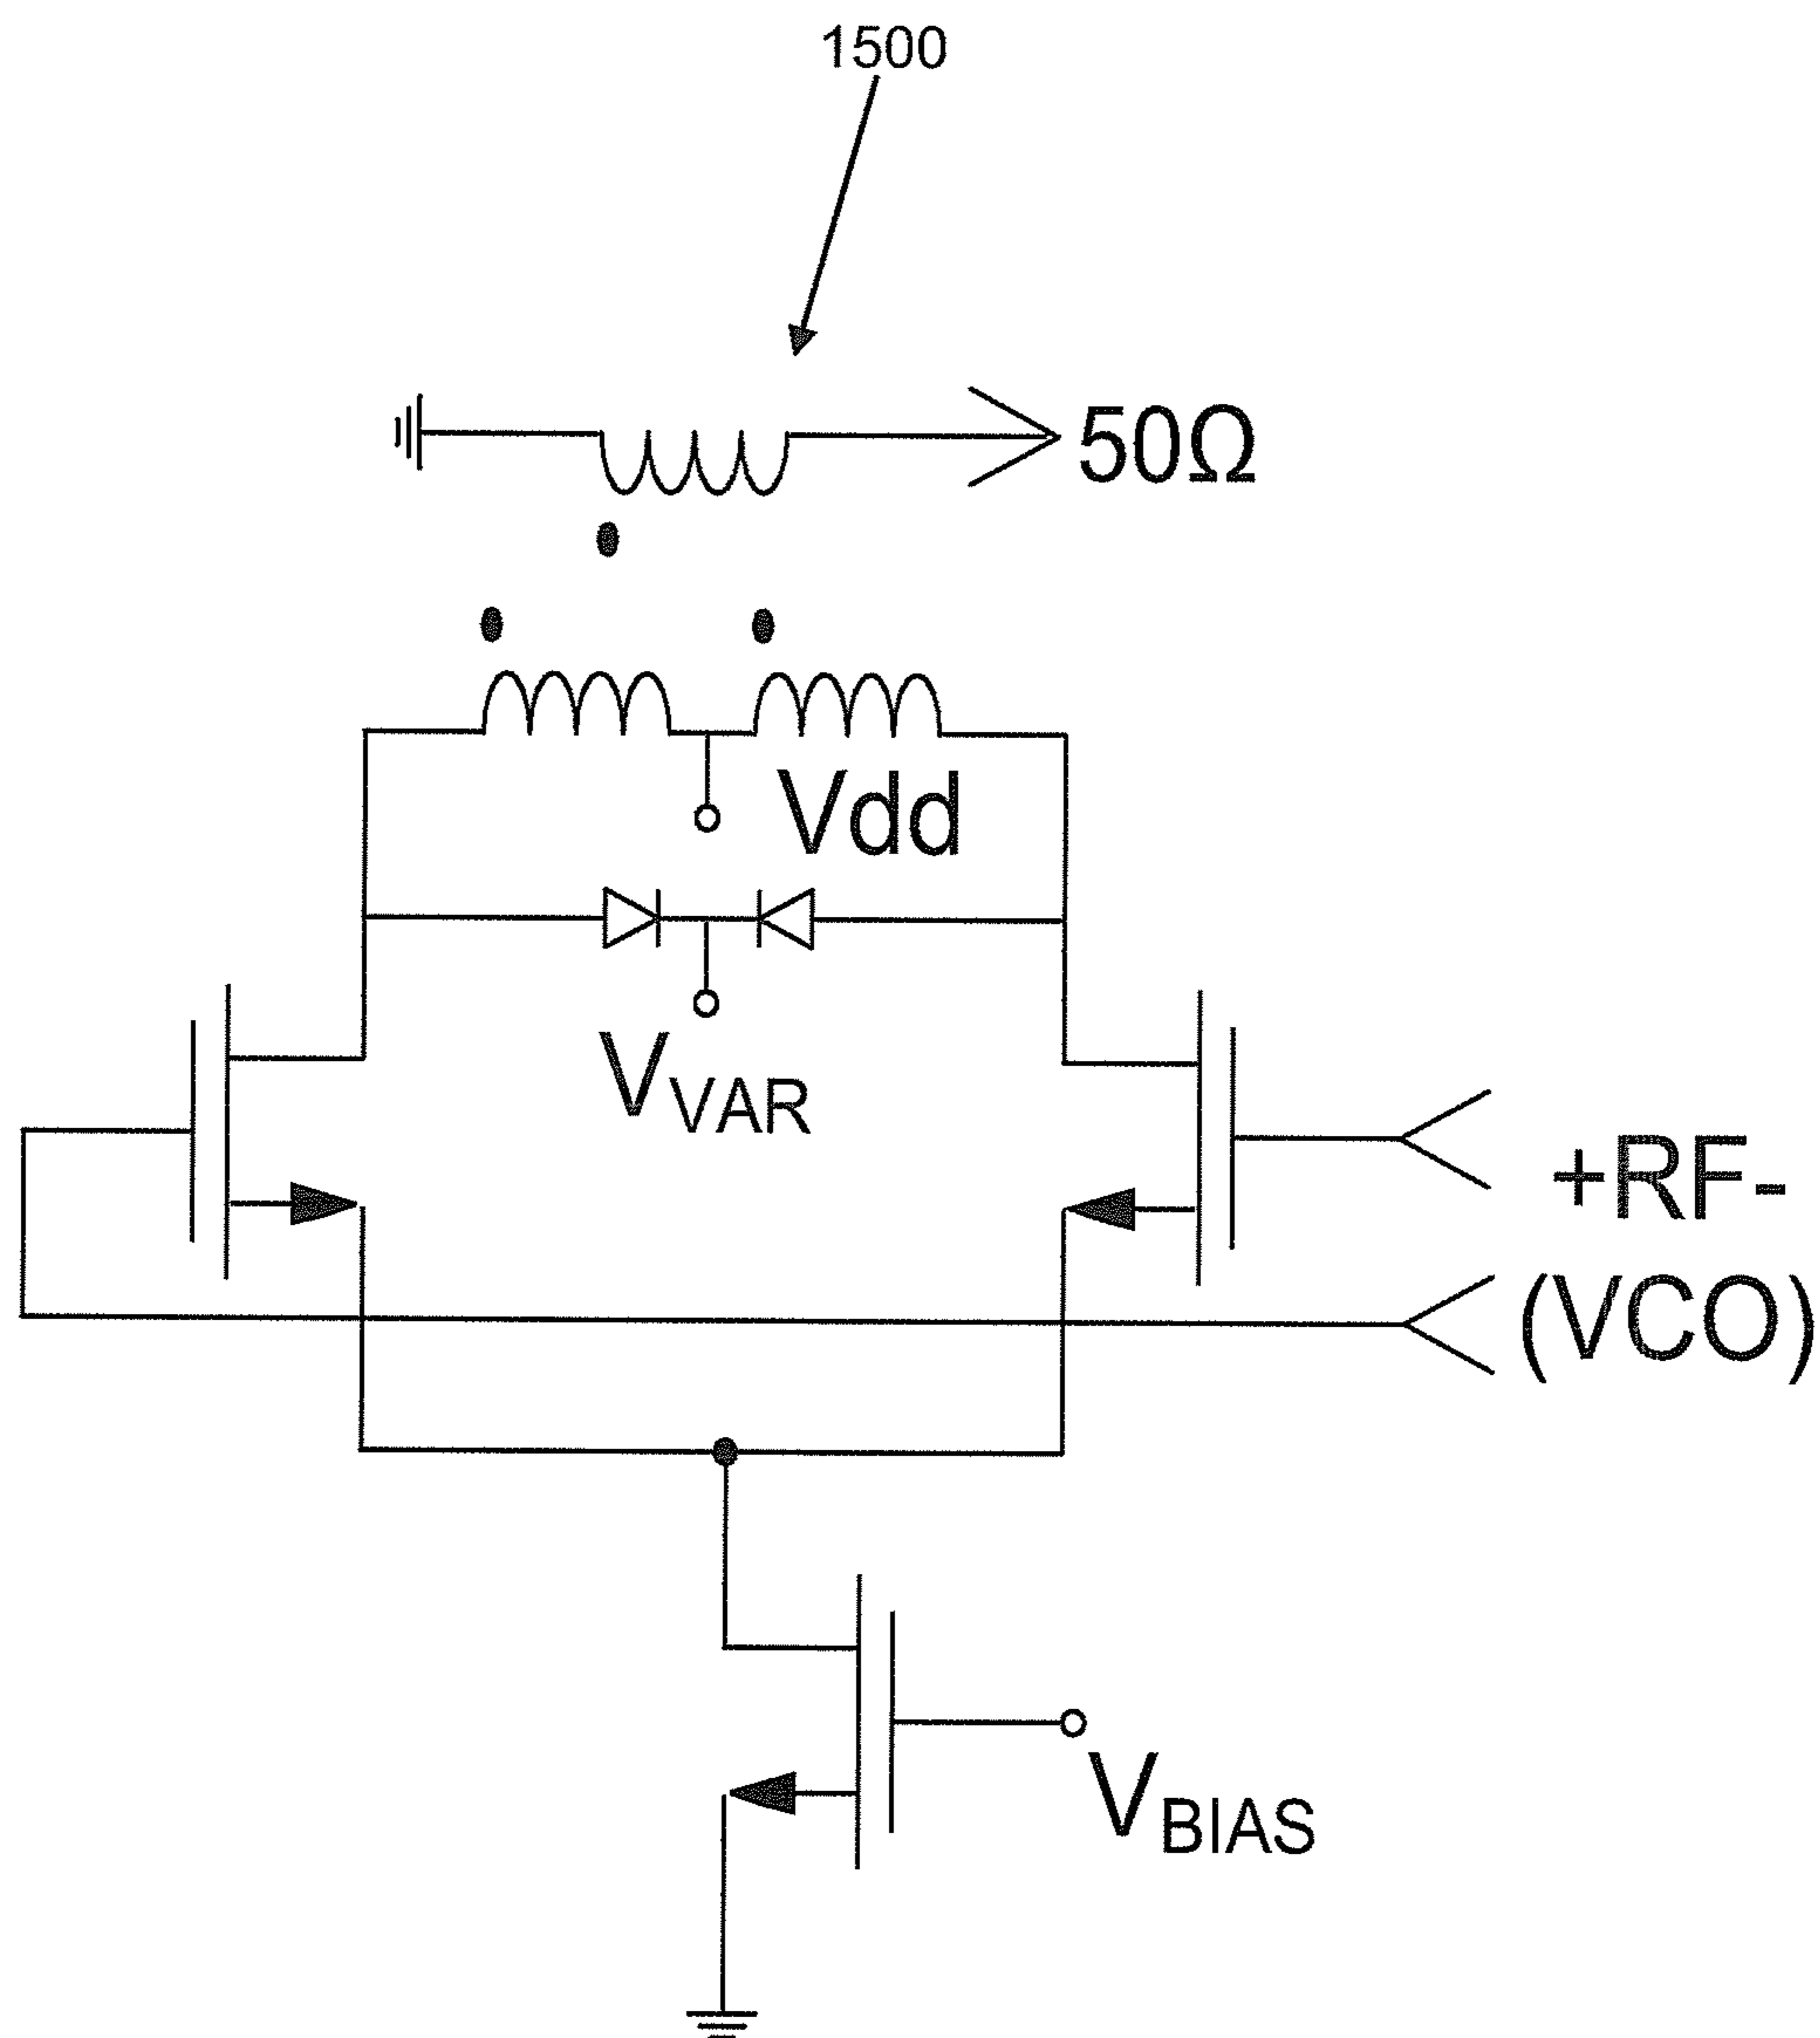 1500
50Ω
Vdd
VVAR
+RF-
(VCO)
VBIAS